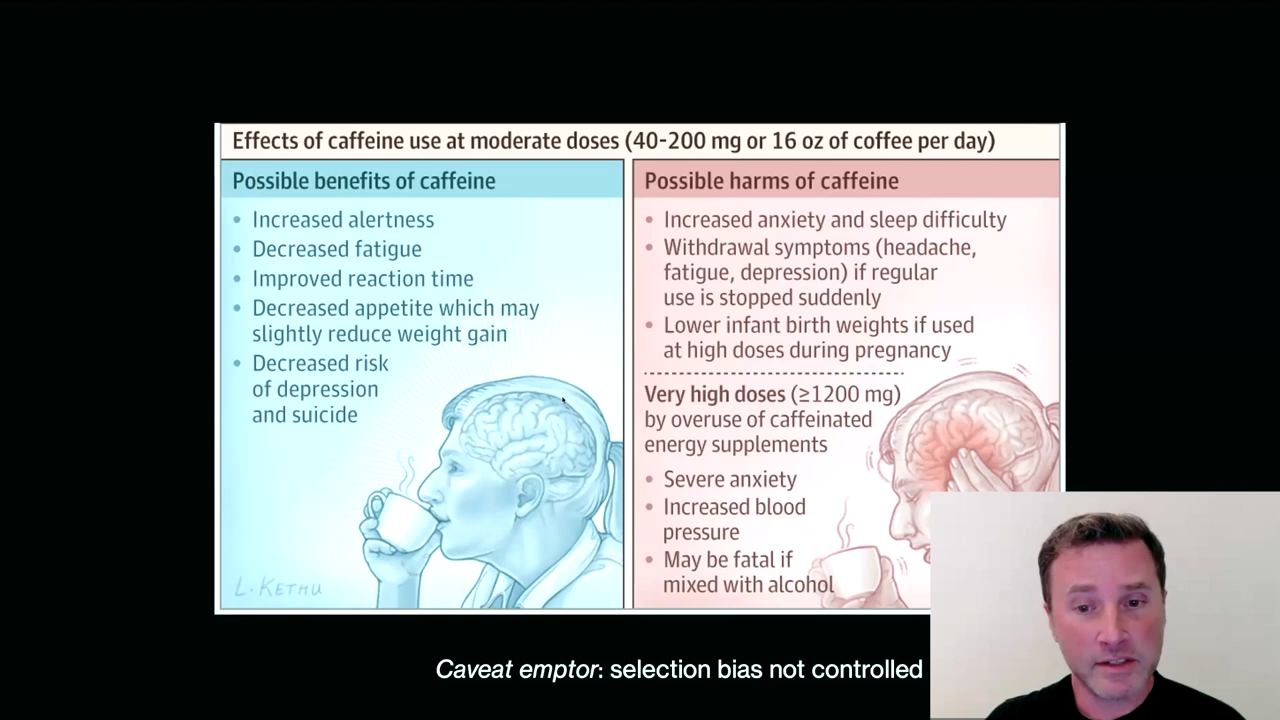 Effects of caffeine use at moderate doses (40-200 mg or 16 oz of coffee per day)
Possible benefits of caffeine
• Increased alertness
• Decreased fatigue
• Improved reaction time
• Decreased appetite which may
slightly reduce weight gain
• Decreased risk
of depression
and suicide
L. KETHU
Possible harms of caffeine
• Increased anxiety and sleep difficulty
• Withdrawal symptoms (headache,
fatigue, depression) if regular
use is stopped suddenly
• Lower infant birth weights if used
at high doses during pregnancy
Very high doses (≥1200 mg)
by overuse of caffeinated
energy supplements
• Severe anxiety
• Increased blood
pressure
• May be fatal if
mixed with alcohol
Caveat emptor: selection bias not controlled